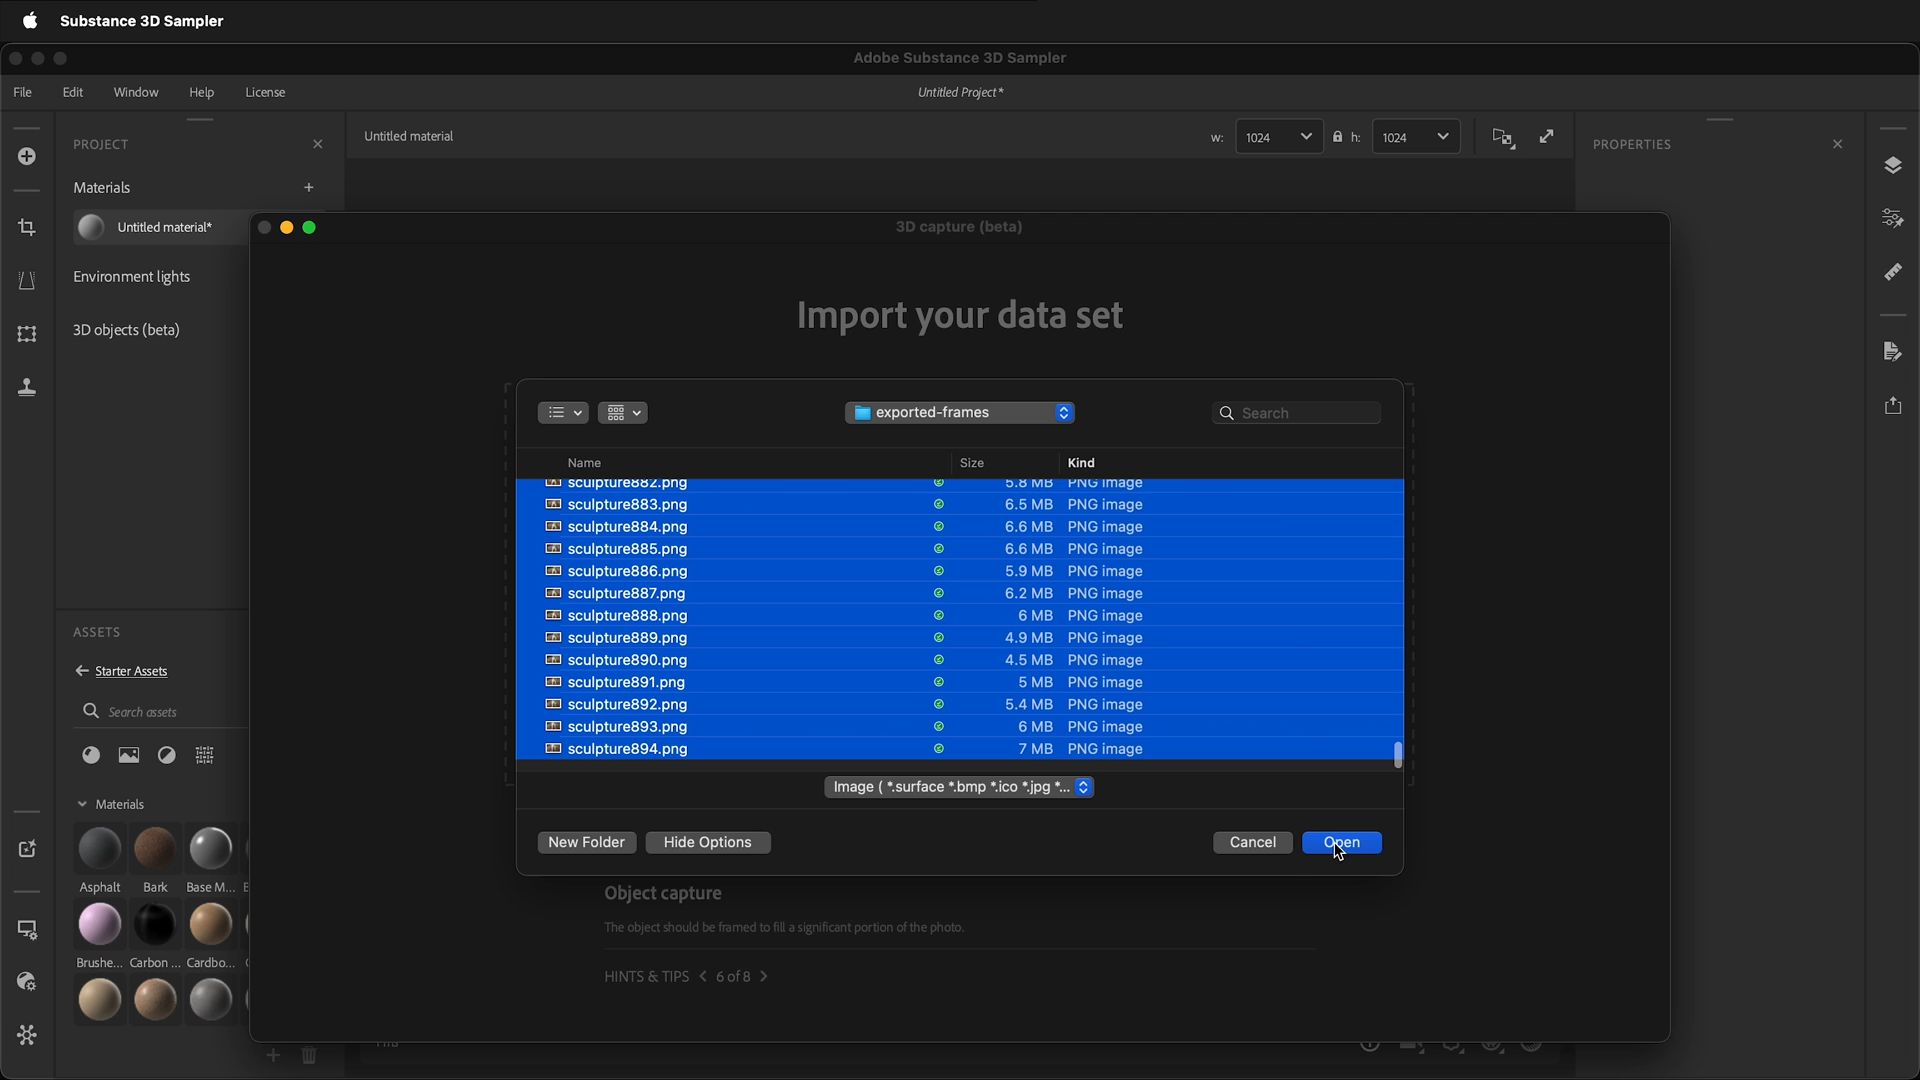 Substance 3D Sampler
Adobe Substance 3D Sampler
File Edit Window Help License
Untitled Project*
PROJECT
Materials
Untitled material*
Environment lights
3D objects (beta)
Untitled material
w: 1024 h: 1024
PROPERTIES
3D capture (beta)
Import your data set
exported-frames
Search
Name Size Kind
sculpture882.png 5.8 MB PNG image
sculpture883.png 6.5 MB PNG image
sculpture884.png 6.6 MB PNG image
sculpture885.png 6.6 MB PNG image
sculpture886.png 5.9 MB PNG image
sculpture887.png 6.2 MB PNG image
sculpture888.png 6 MB PNG image
sculpture889.png 4.9 MB PNG image
sculpture890.png 4.5 MB PNG image
sculpture891.png 5 MB PNG image
sculpture892.png 5.4 MB PNG image
sculpture893.png 6 MB PNG image
sculpture894.png 7 MB PNG image
Image ( *.surface *.bmp *.ico *.jpg *...
New Folder Hide Options Cancel Open
Object capture
The object should be framed to fill a significant portion of the photo.
HINTS & TIPS < 6 of 8 >
ASSETS
Starter Assets
Search assets
Materials
Asphalt Bark Base M...
Brushe... Carbon ... Cardbo...